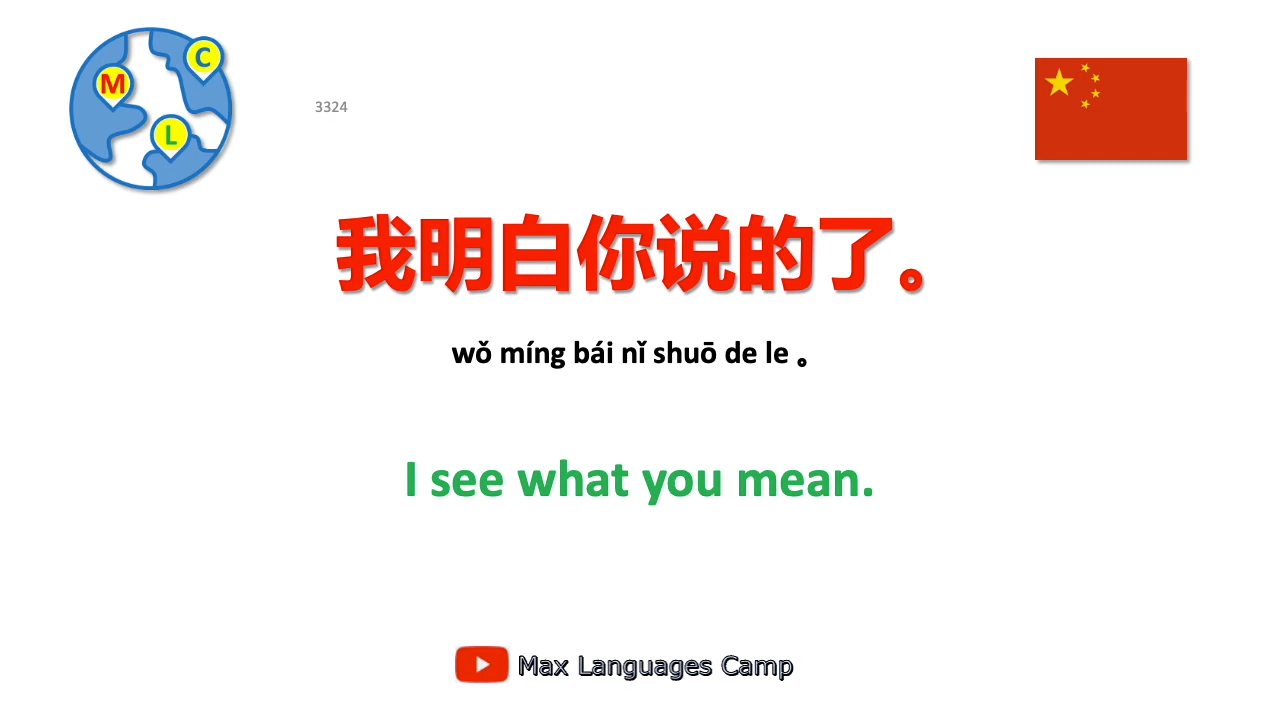 C
M
L
3324
我明白你说的了。
wǒ míng bái nǐ shuō de le 。
I see what you mean.
Max Languages Camp